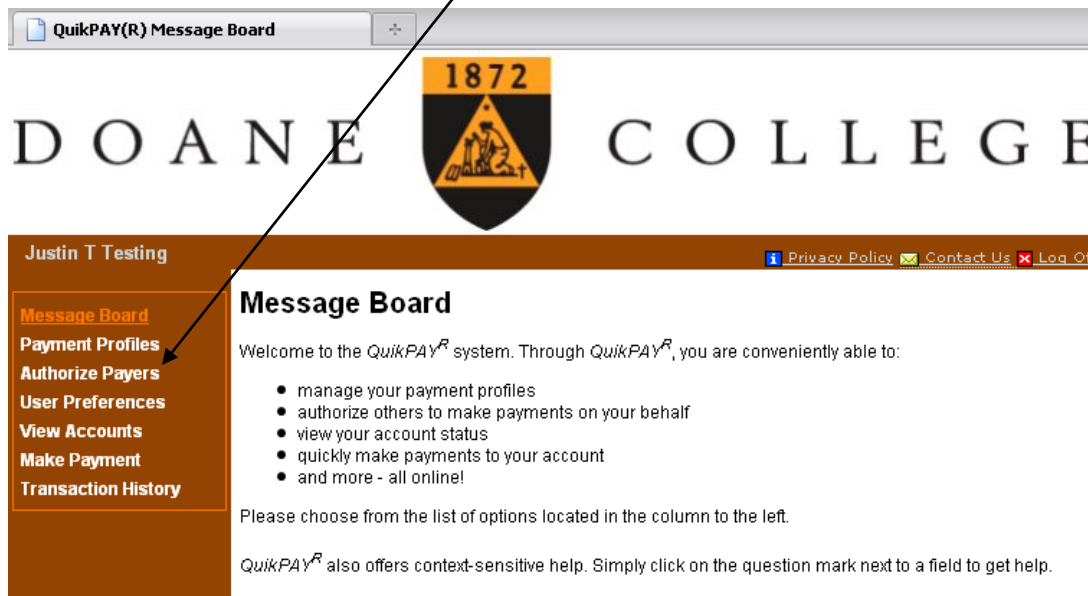 QuikPAY(R) Message Board
1872
DOANE COLLEGE
Justin T Testing
Privacy Policy Contact Us Log
Message Board
Payment Profiles
Authorize Payers
User Preferences
View Accounts
Make Payment
Transaction History
Message Board
Welcome to the QuikPAY^R system. Through QuikPAY^R, you are conveniently able to:
● manage your payment profiles
● authorize others to make payments on your behalf
● view your account status
● quickly make payments to your account
● and more - all online!
Please choose from the list of options located in the column to the left.
QuikPAY^R also offers context-sensitive help. Simply click on the question mark next to a field to get help.